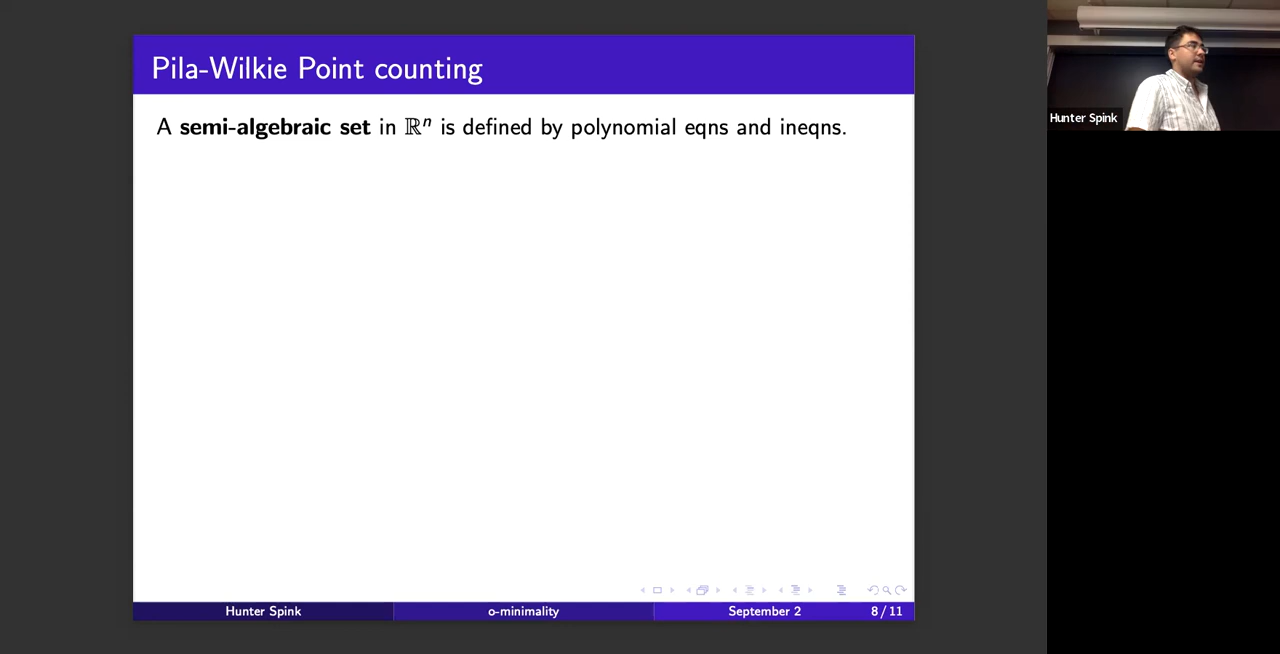 Pila-Wilkie Point counting
A semi-algebraic set in ℝⁿ is defined by polynomial eqns and ineqns.
Hunter Spink
Hunter Spink o-minimality September 2 8 / 11